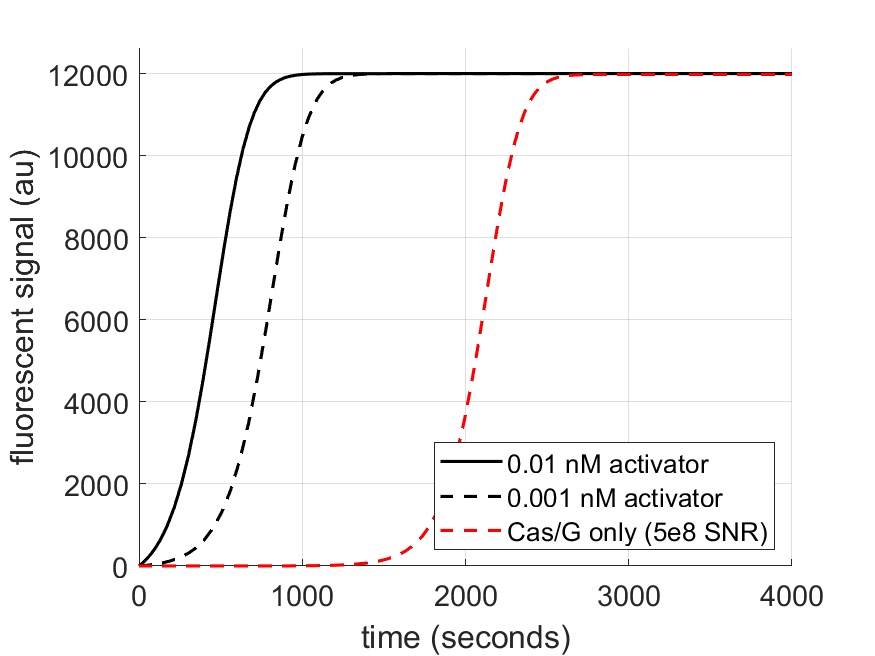 12000
10000
8000
6000
4000
2000
0
fluorescent signal (au)
0.01 nM activator
0.001 nM activator
Cas/G only (5e8 SNR)
0 1000 2000 3000 4000
time (seconds)